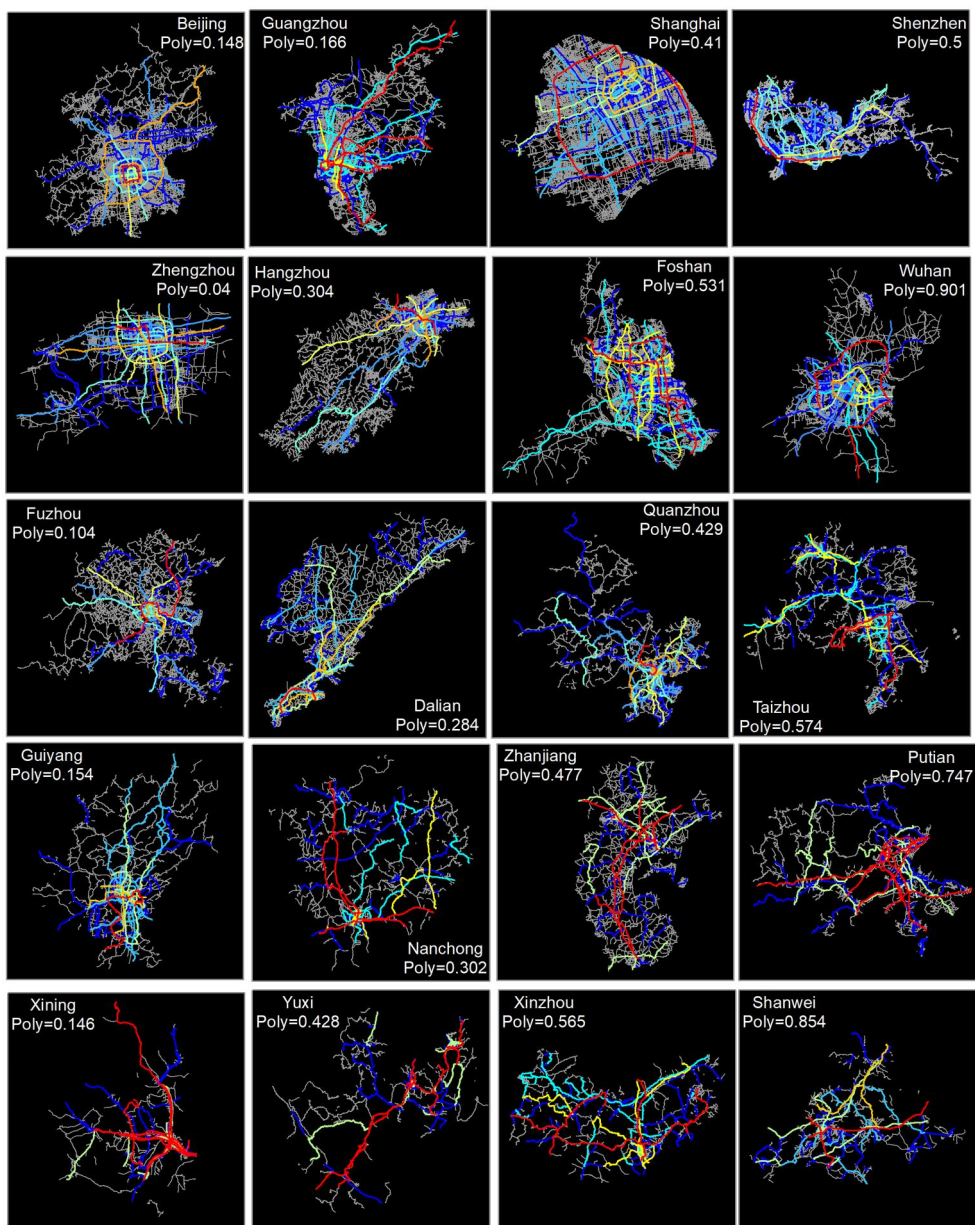 Beijing
Poly=0.148
Guangzhou
Poly=0.166
Shanghai
Poly=0.41
Shenzhen
Poly=0.5
Zhengzhou
Poly=0.04
Hangzhou
Poly=0.304
Foshan
Poly=0.531
Wuhan
Poly=0.901
Fuzhou
Poly=0.104
Dalian
Poly=0.284
Quanzhou
Poly=0.429
Taizhou
Poly=0.574
Guiyang
Poly=0.154
Nanchong
Poly=0.302
Zhanjiang
Poly=0.477
Putian
Poly=0.747
Xining
Poly=0.146
Yuxi
Poly=0.428
Xinzhou
Poly=0.565
Shanwei
Poly=0.854